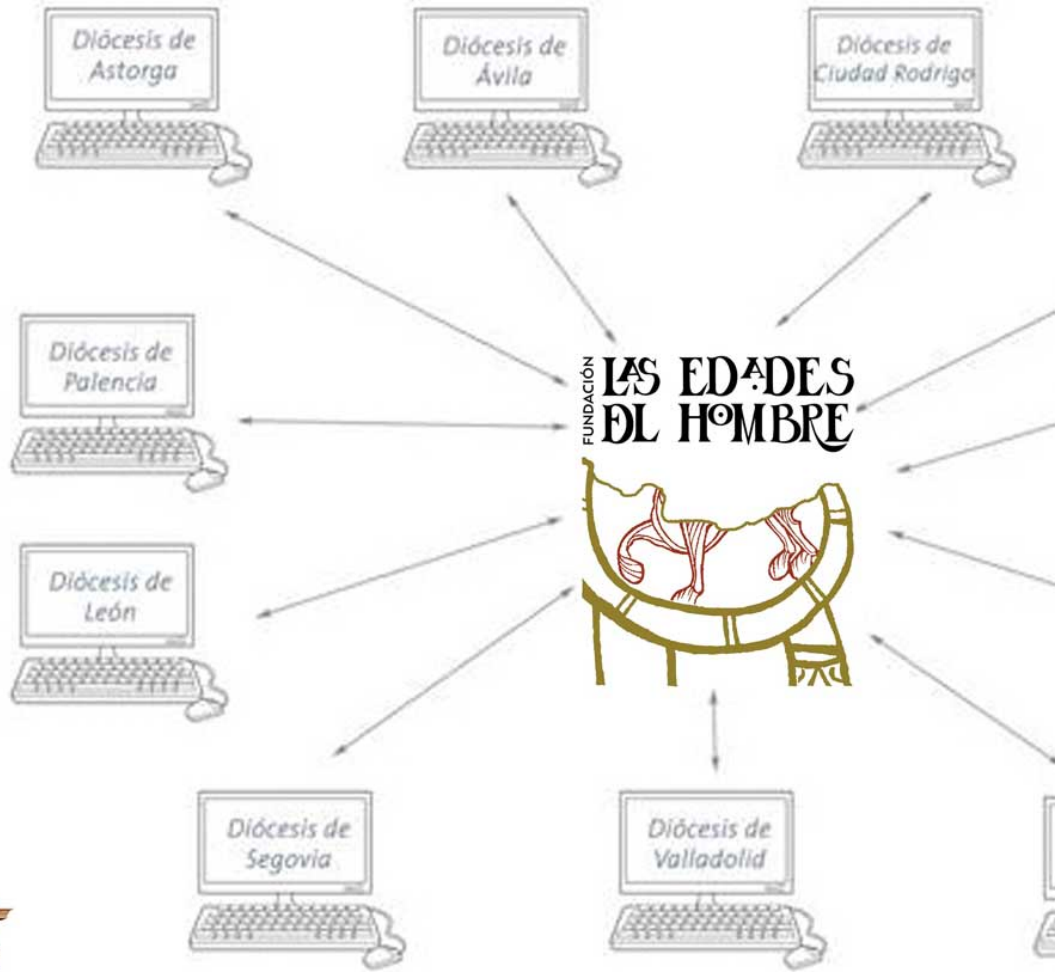 Diócesis de
Astorga
Diócesis de
Ávila
Diócesis de
Ciudad Rodrigo
Diócesis de
Palencia
FUNDACIÓN
LAS EDADES
DEL HOMBRE
Diócesis de
León
Diócesis de
Segovia
Diócesis de
Valladolid